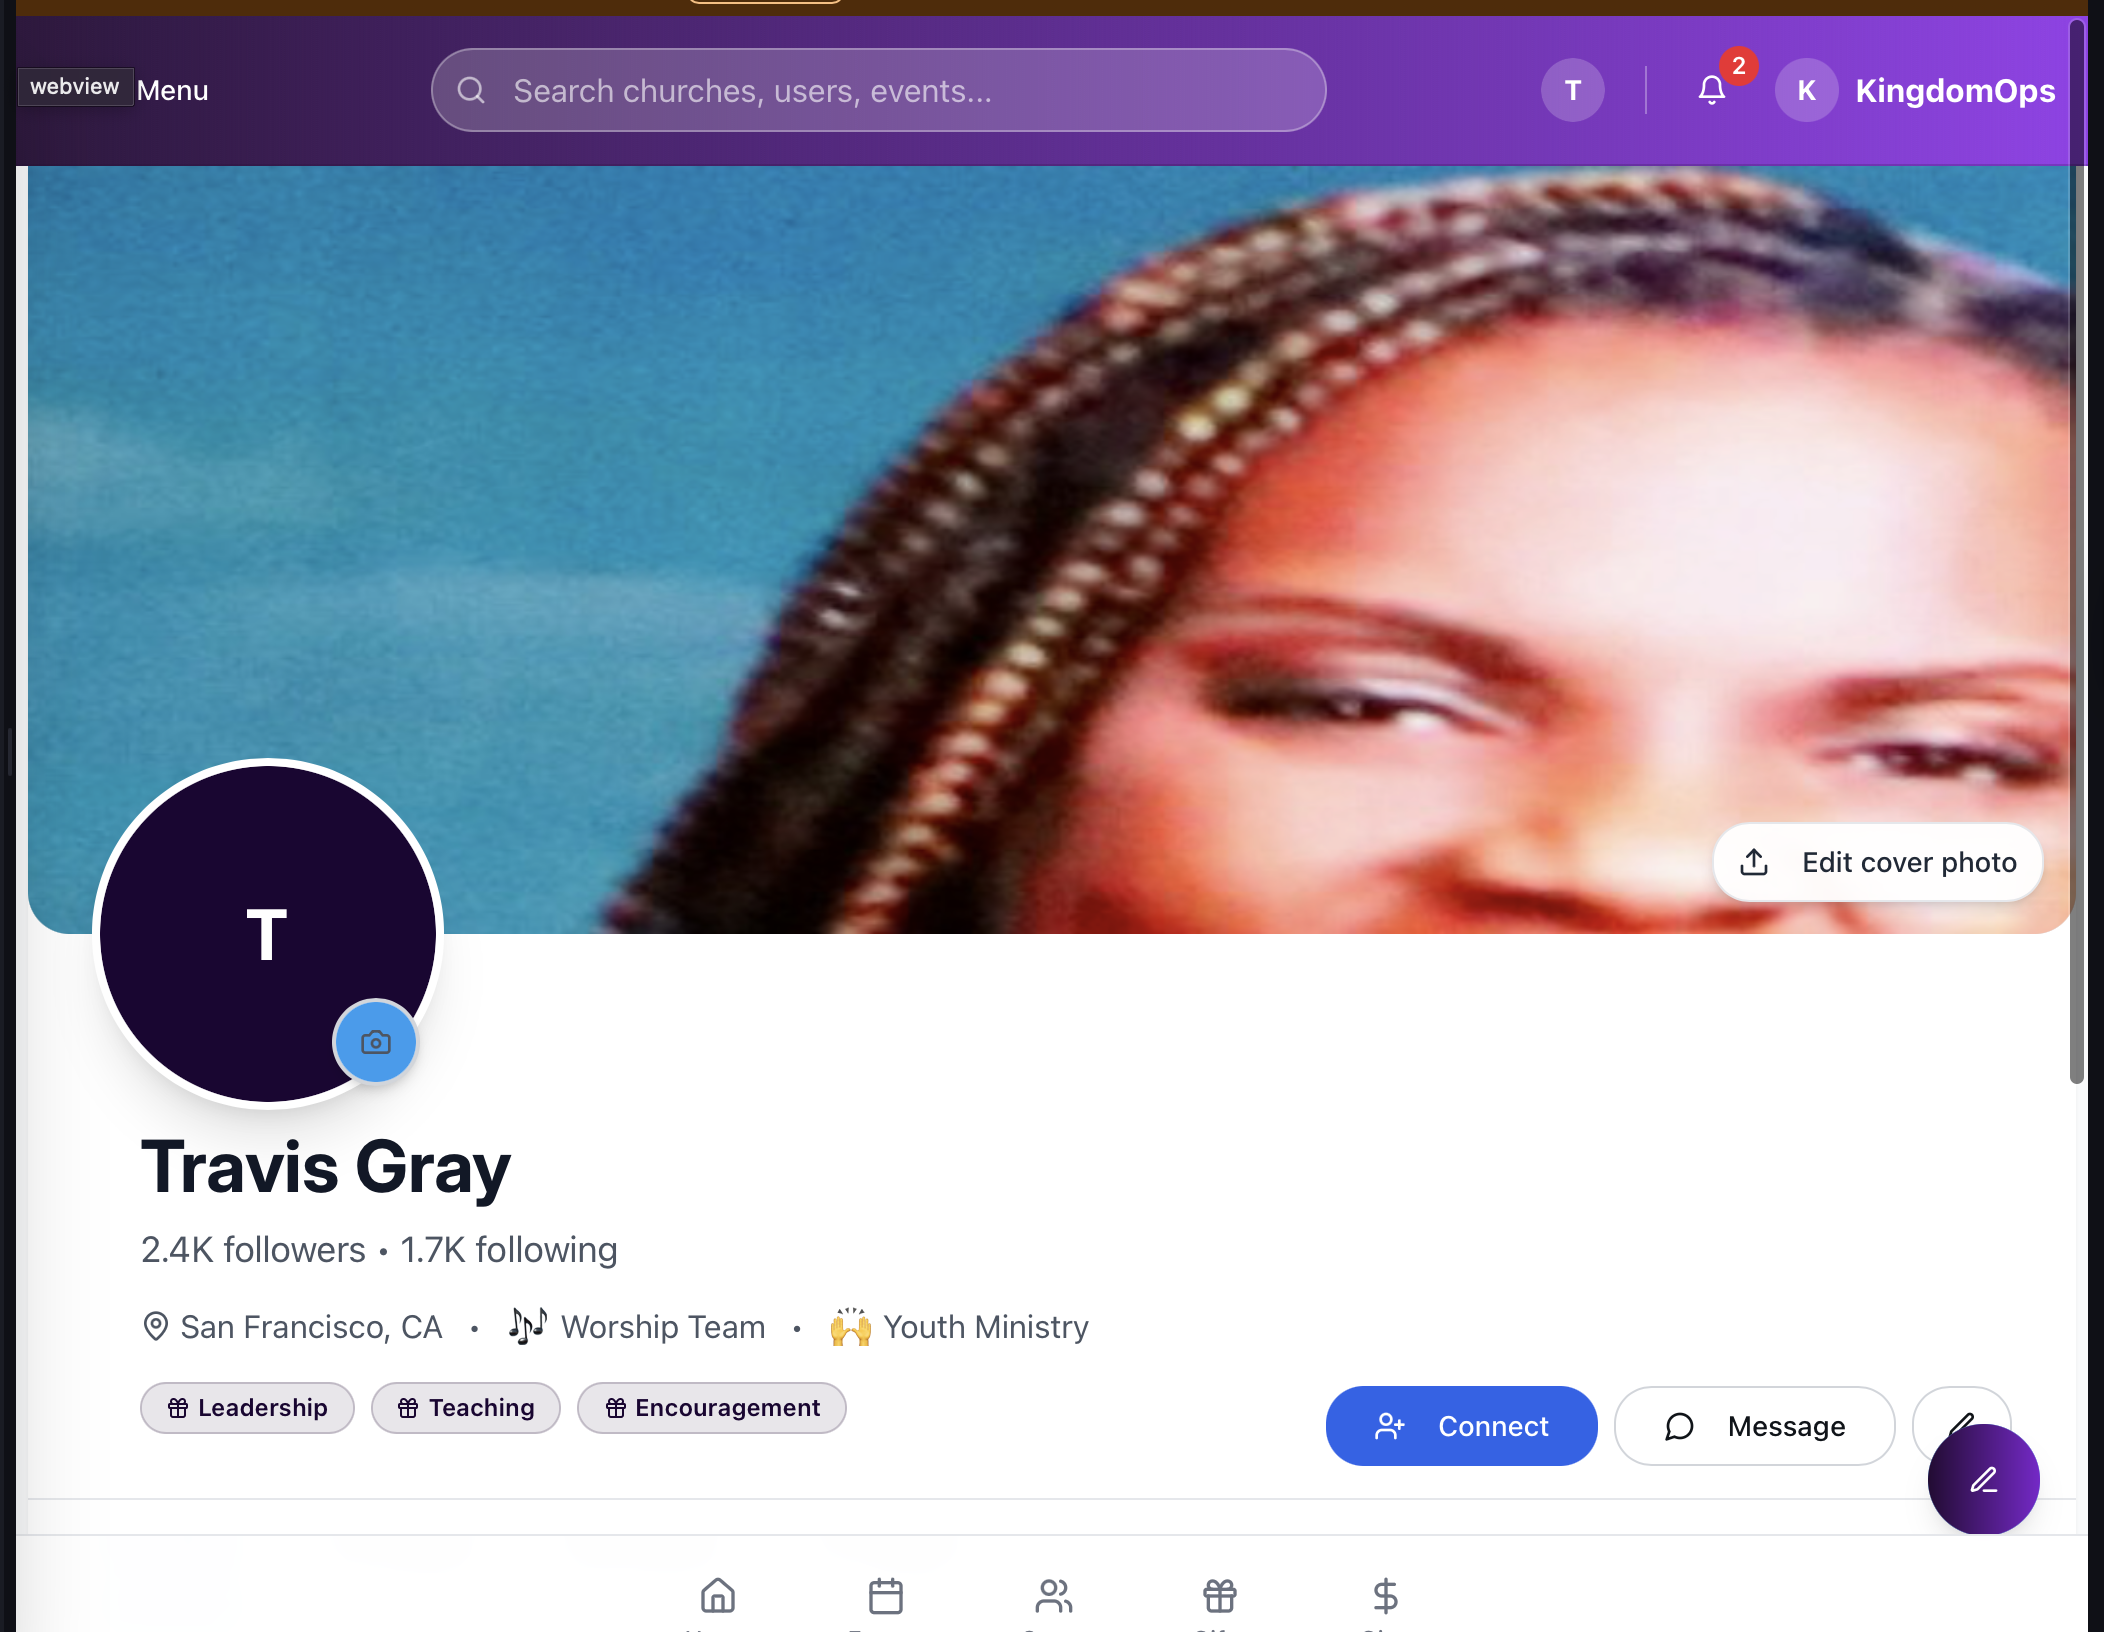 webview
Menu
Search churches, users, events...
T
2
K
KingdomOps
Edit cover photo
T
Travis Gray
2.4K followers • 1.7K following
San Francisco, CA • 🎶 Worship Team • 🙌 Youth Ministry
Leadership
Teaching
Encouragement
Connect
Message